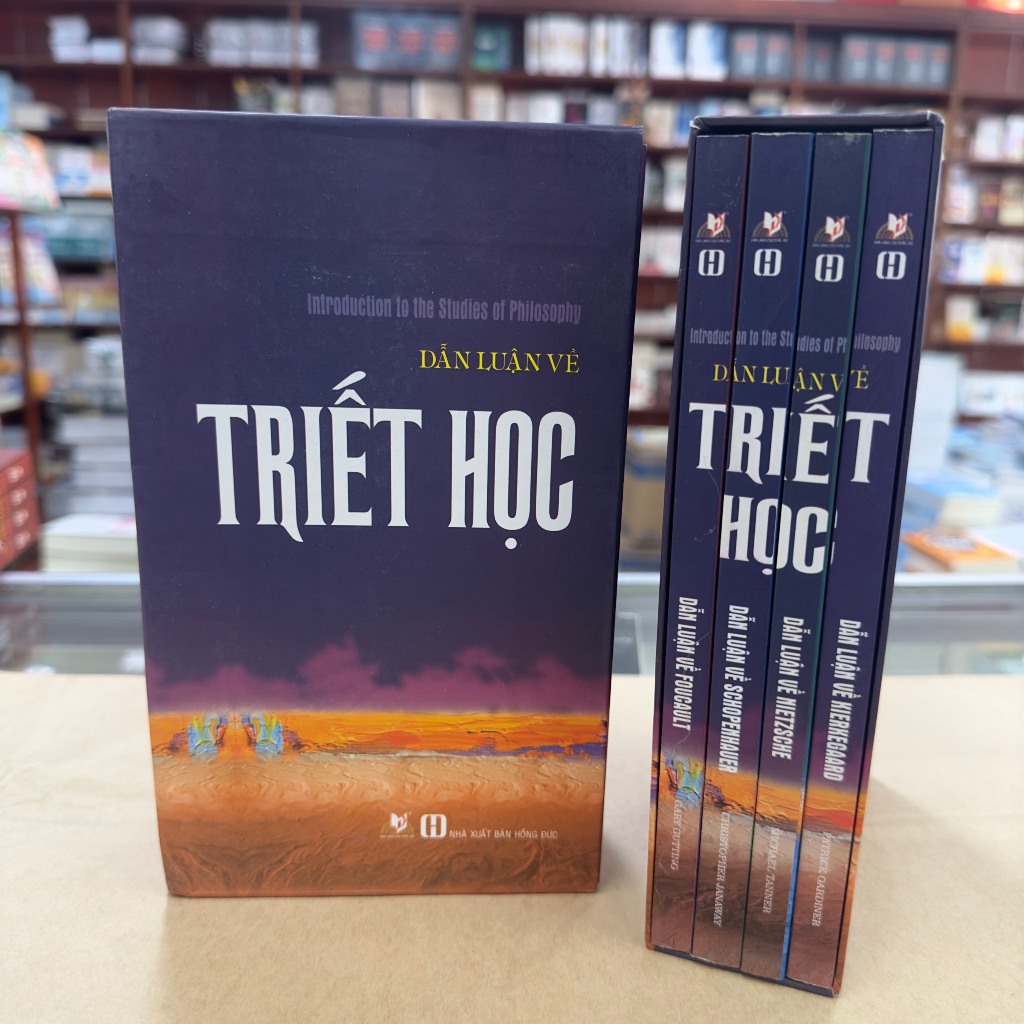 Introduction to the Studies of Philosophy
DẪN LUẬN VỀ
TRIẾT HỌC
NHÀ XUẤT BẢN HỒNG ĐỨC
Introduction to the Studies of Philosophy
DẪN LUẬN VỀ
TRIẾT
HỌC
DẪN LUẬN VỀ FOUCAULT
GARY GUTTING
DẪN LUẬN VỀ SCHOPENHAUER
CHRISTOPHER JANAWAY
DẪN LUẬN VỀ NIETZSCHE
MICHAEL TANNER
DẪN LUẬN VỀ KIERKEGAARD
PATRICK GARDINER